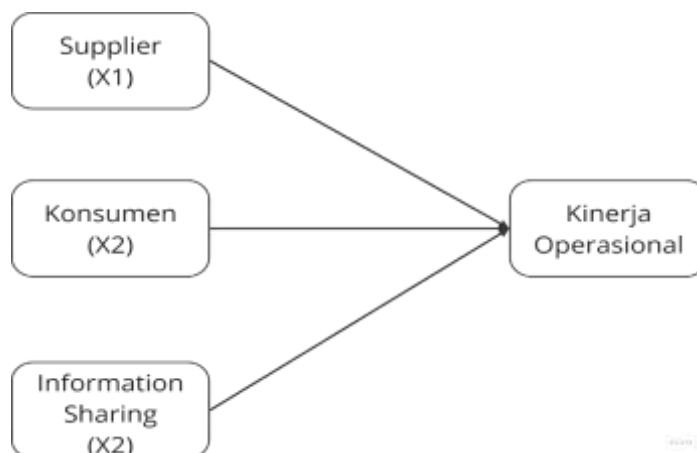 Supplier
(X1)
Konsumen
(X2)
Information
Sharing
(X2)
Kinerja
Operasional